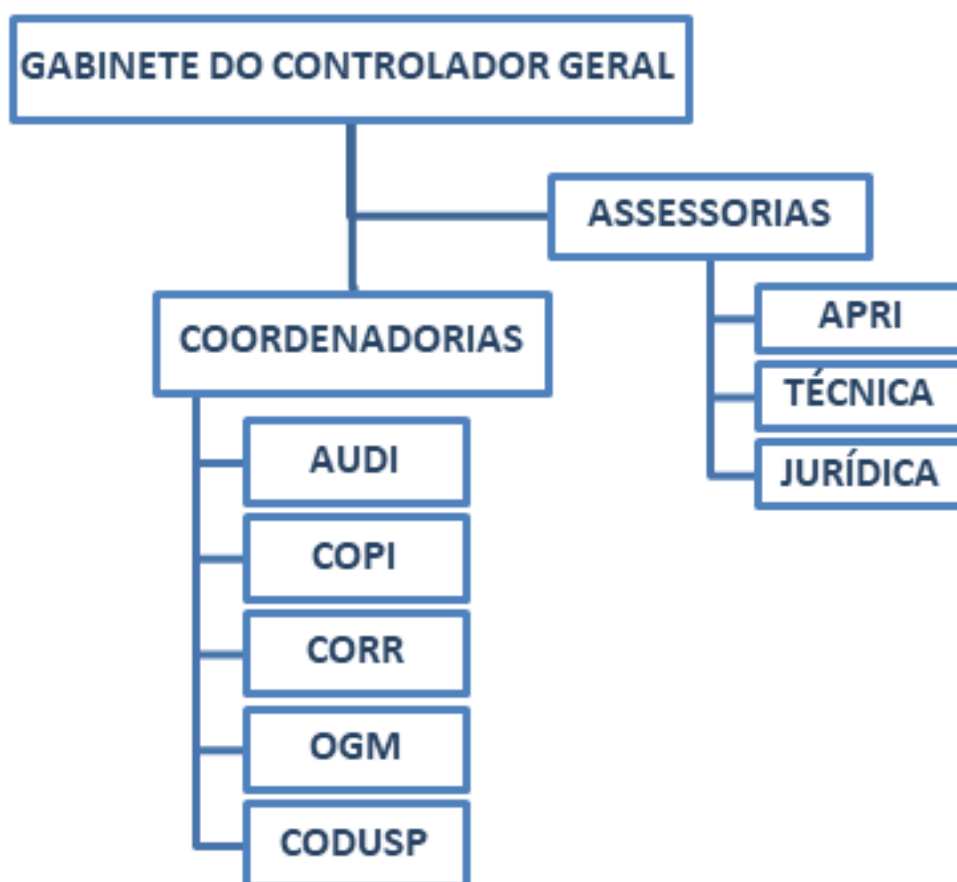 GABINETE DO CONTROLADOR GERAL
ASSESSORIAS
APRI
TÉCNICA
JURÍDICA
COORDENADORIAS
AUDI
COPI
CORR
OGM
CODUSP